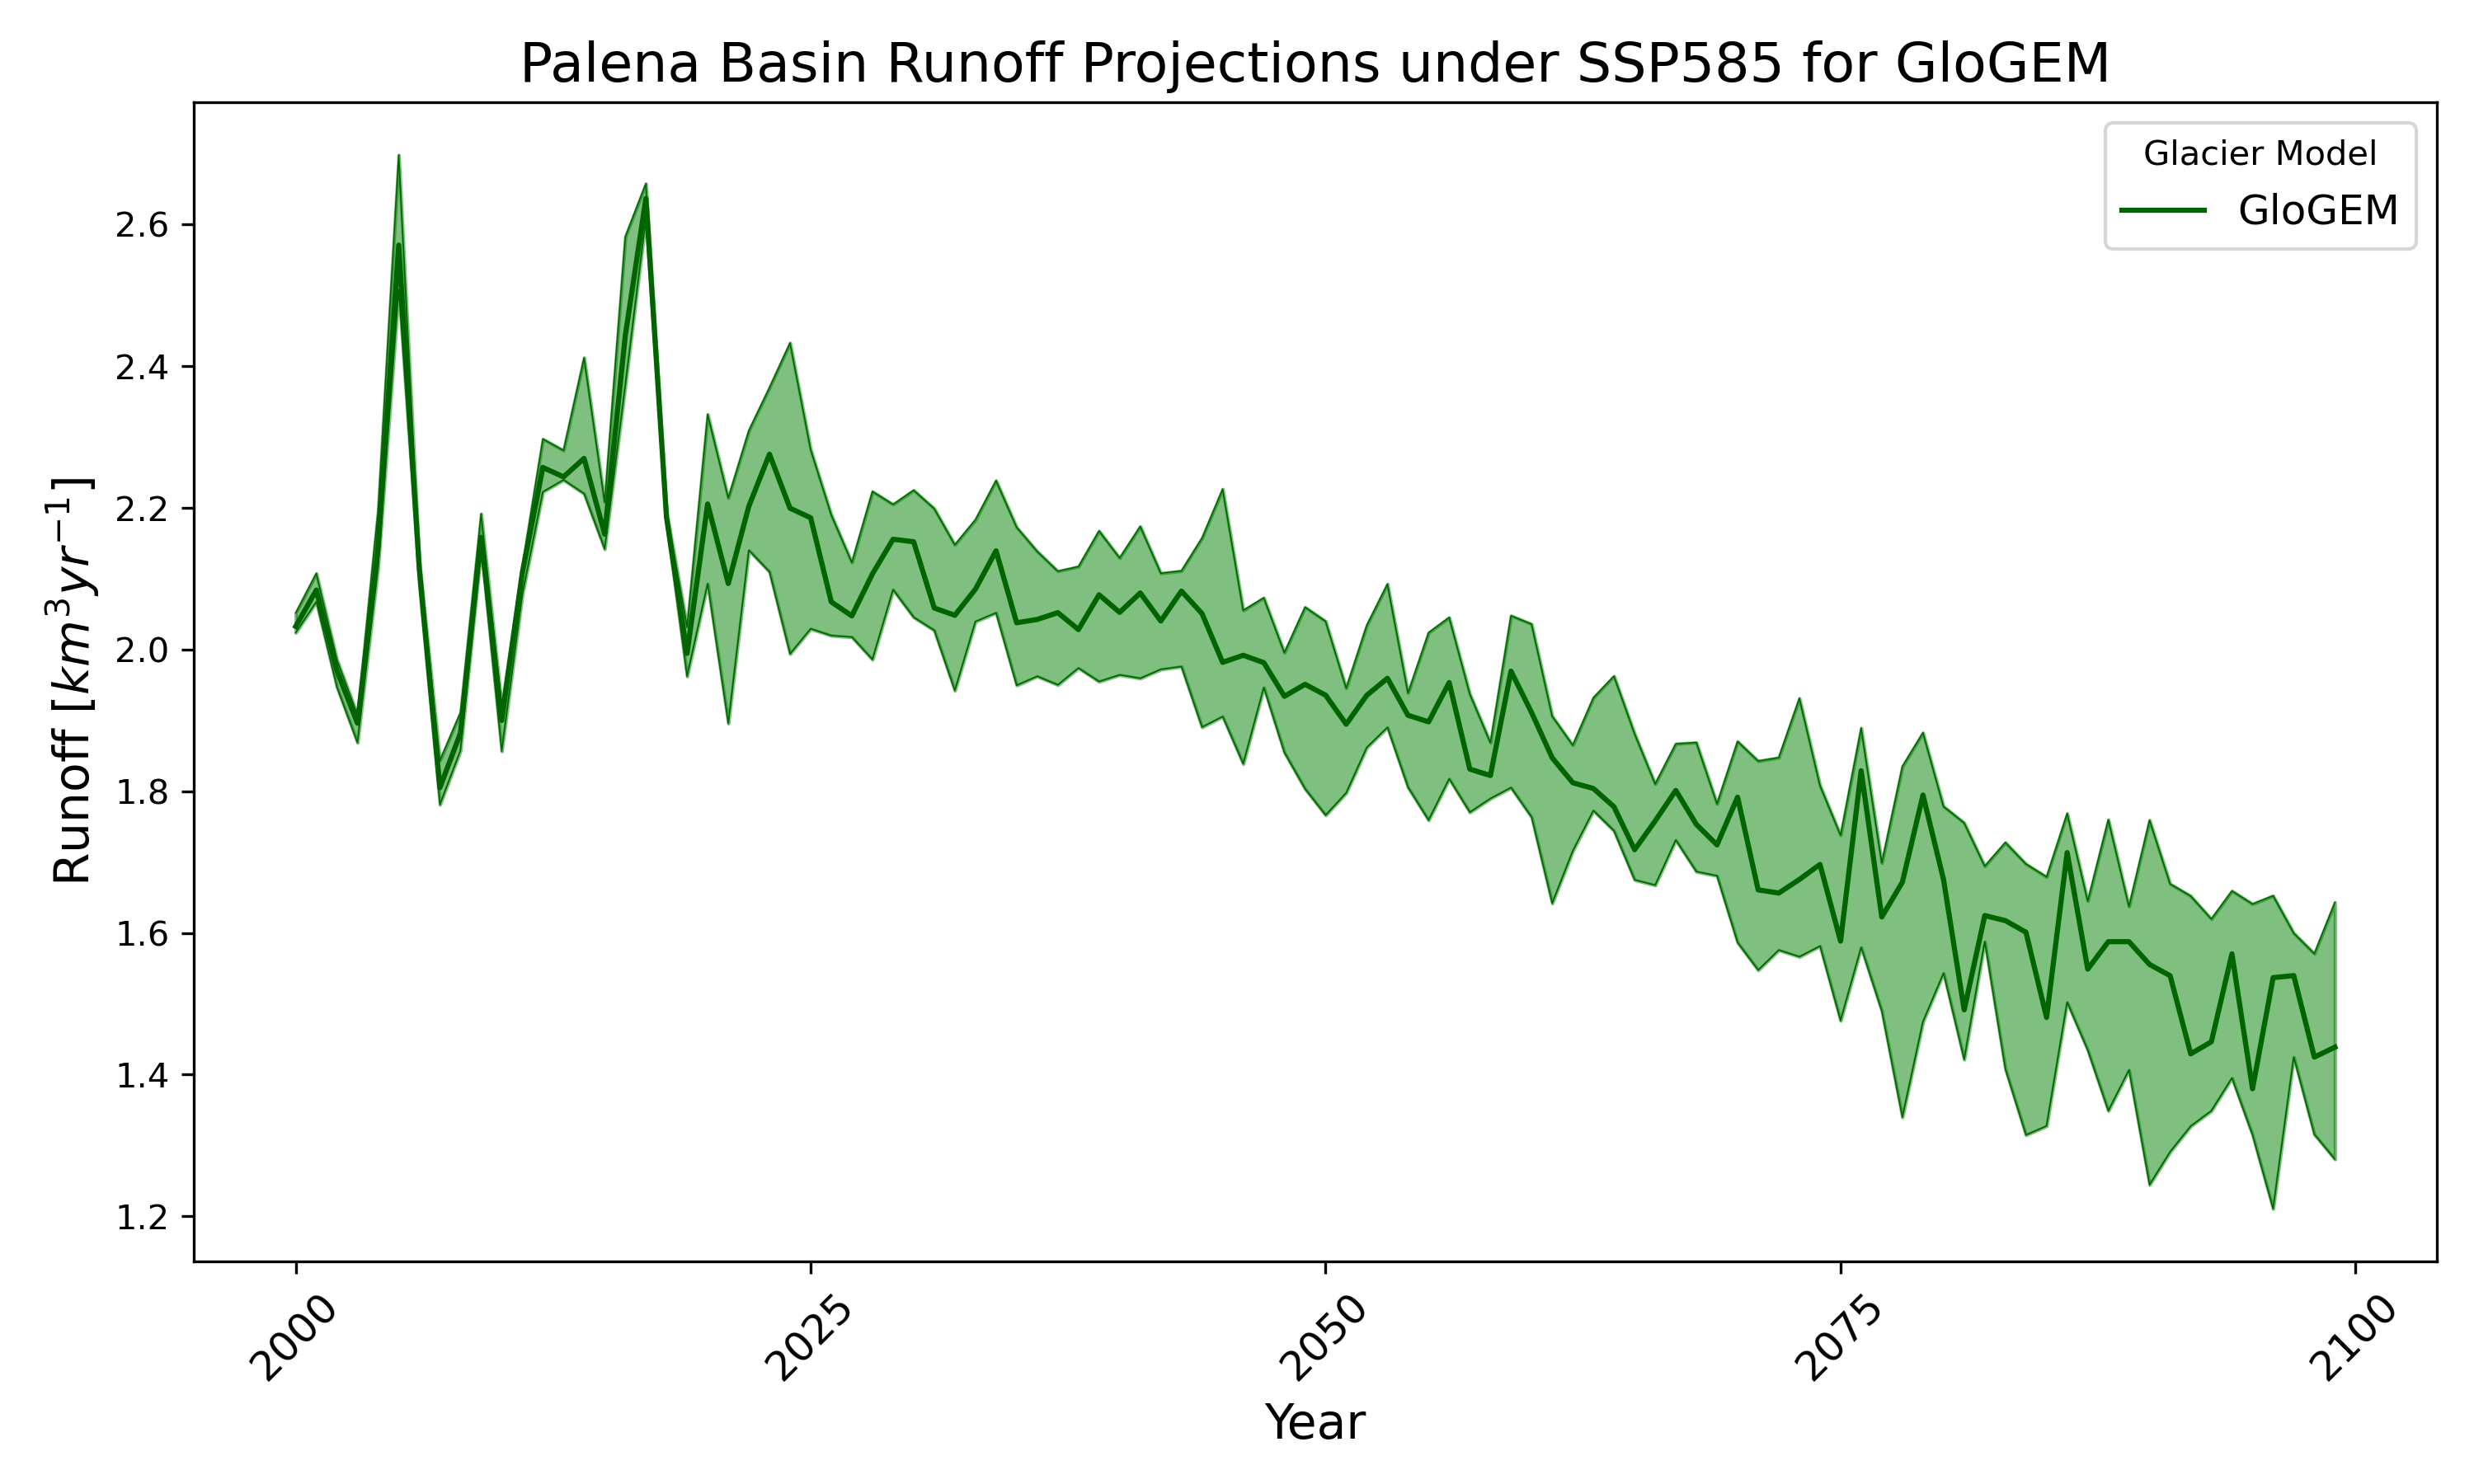 Palena Basin Runoff Projections under SSP585 for GloGEM
Glacier Model
GloGEM
Runoff [km³yr⁻¹]
2.6
2.4
2.2
2.0
1.8
1.6
1.4
1.2
2000
2025
2050
2075
2100
Year